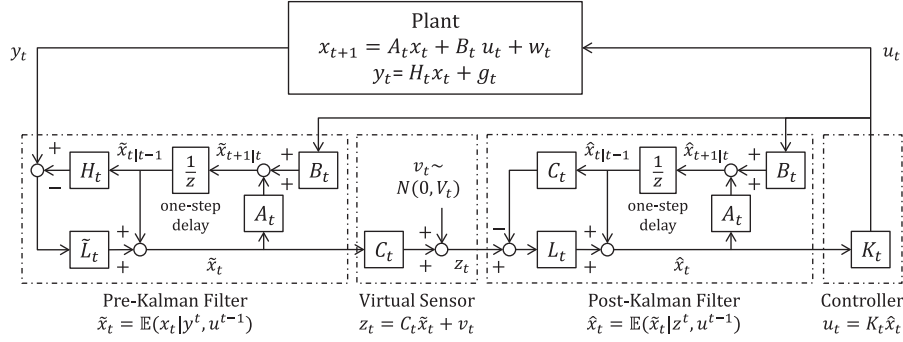 Plant
x_{t+1} = A_t x_t + B_t u_t + w_t
y_t = H_t x_t + g_t
y_t
u_t
+
−
H_t
x̃_{t|t−1}
1/z
x̃_{t+1|t}
+
+
B_t
one-step
delay
A_t
L̃_t
+
+
x̃_t
v_t~
N(0, V_t)
C_t
+
+
z_t
C_t
x̂_{t|t−1}
1/z
x̂_{t+1|t}
+
+
B_t
one-step
delay
A_t
−
+
L_t
+
+
x̂_t
K_t
Pre-Kalman Filter
x̃_t = 𝔼(x_t|y^t, u^{t−1})
Virtual Sensor
z_t = C_t x̃_t + v_t
Post-Kalman Filter
x̂_t = 𝔼(x̃_t|z^t, u^{t−1})
Controller
u_t = K_t x̂_t